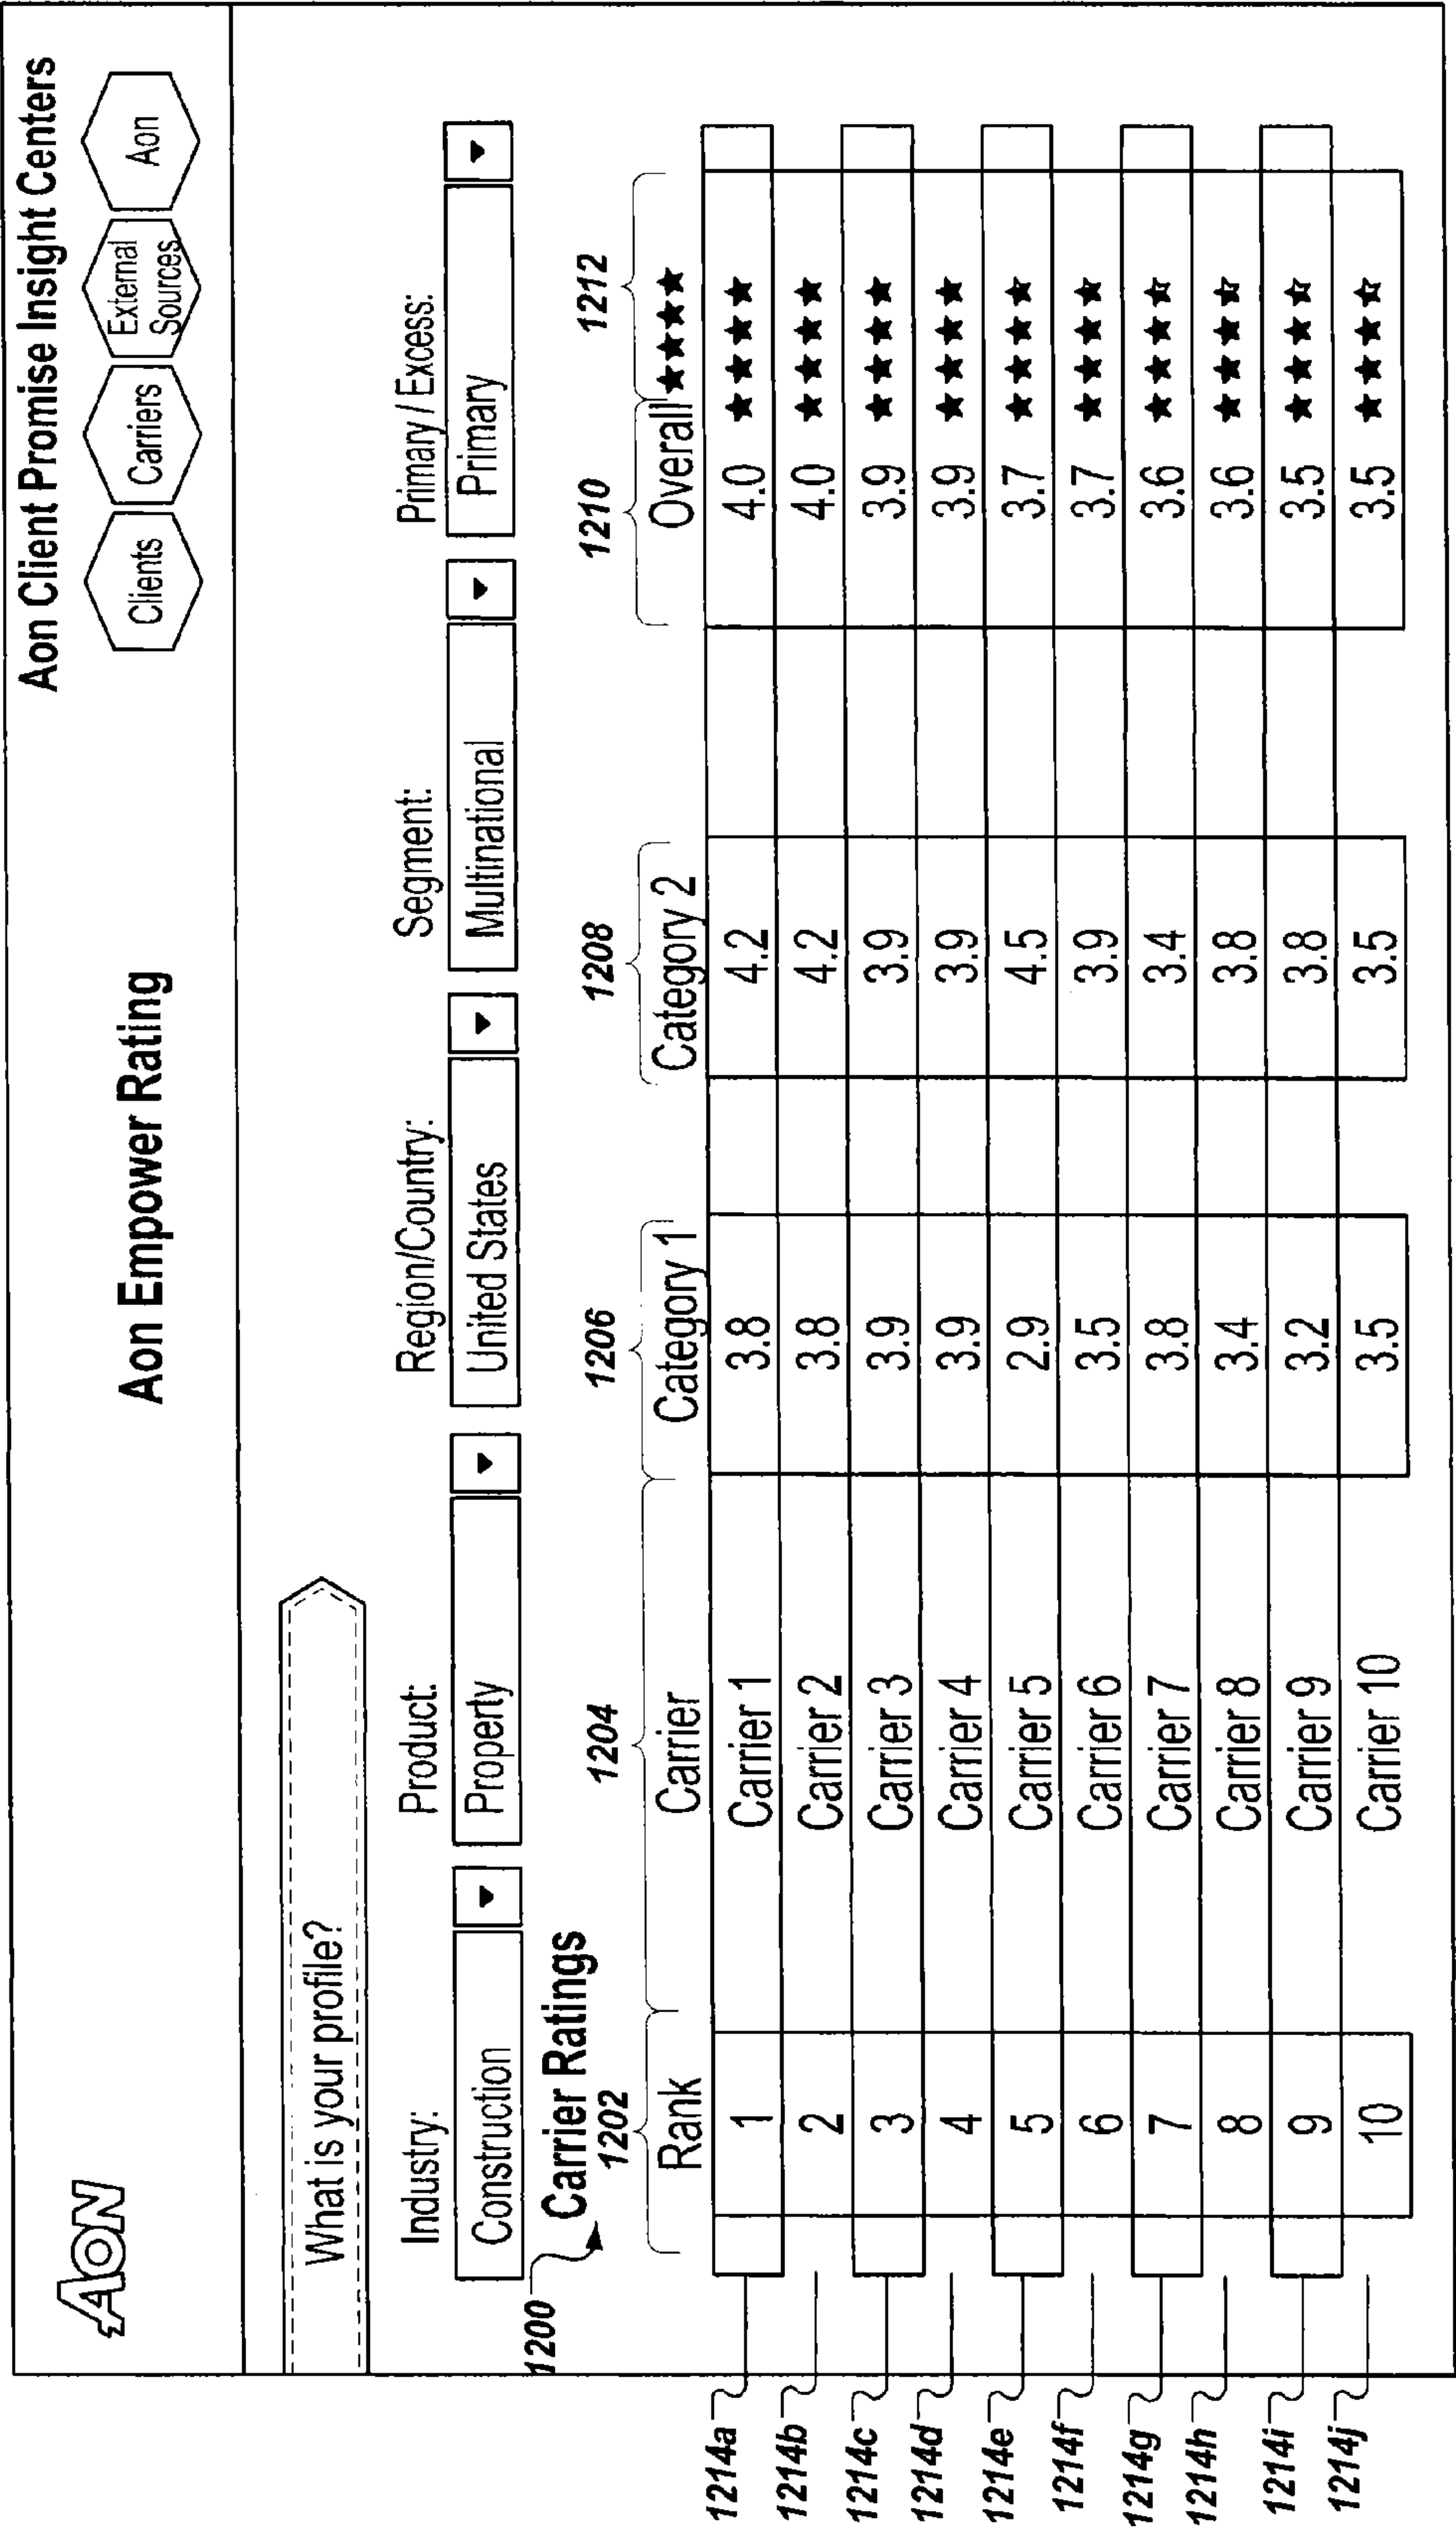 AON
Aon Empower Rating
Aon Client Promise Insight Centers
Clients
Carriers
External
Sources
Aon
What is your profile?
Industry: Product: Region/Country: Segment: Primary / Excess:
Construction Property United States Multinational Primary
1200
Carrier Ratings
1202 1204 1206 1208 1210 1212
Rank Carrier Category 1 Category 2 Overall ★★★★
1214a 1 Carrier 1 3.8 4.2 4.0 ★★★★
1214b 2 Carrier 2 3.8 4.2 4.0 ★★★★
1214c 3 Carrier 3 3.9 3.9 3.9 ★★★★
1214d 4 Carrier 4 3.9 3.9 3.9 ★★★★
1214e 5 Carrier 5 2.9 4.5 3.7 ★★★★
1214f 6 Carrier 6 3.5 3.9 3.7 ★★★★
1214g 7 Carrier 7 3.8 3.4 3.6 ★★★★
1214h 8 Carrier 8 3.4 3.8 3.6 ★★★★
1214i 9 Carrier 9 3.2 3.8 3.5 ★★★★
1214j 10 Carrier 10 3.5 3.5 3.5 ★★★★